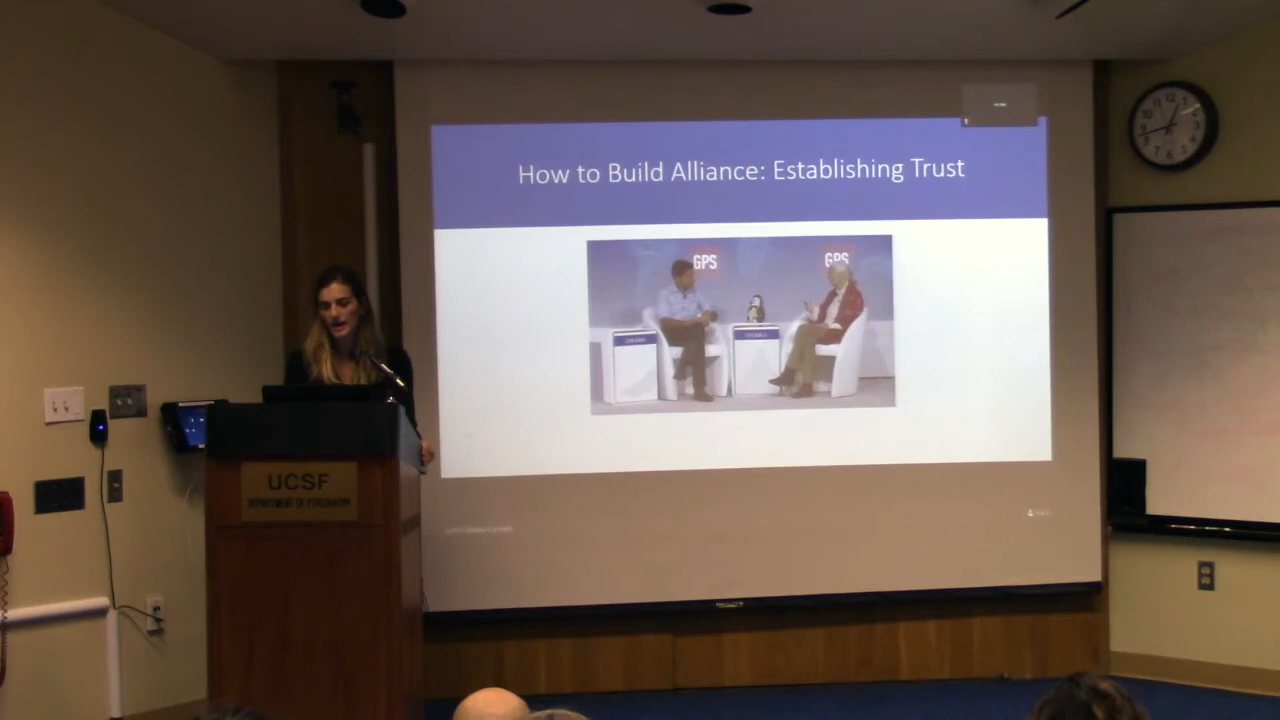 How to Build Alliance: Establishing Trust
GPS
GPS
UCSF
DEPARTMENT OF PSYCHIATRY